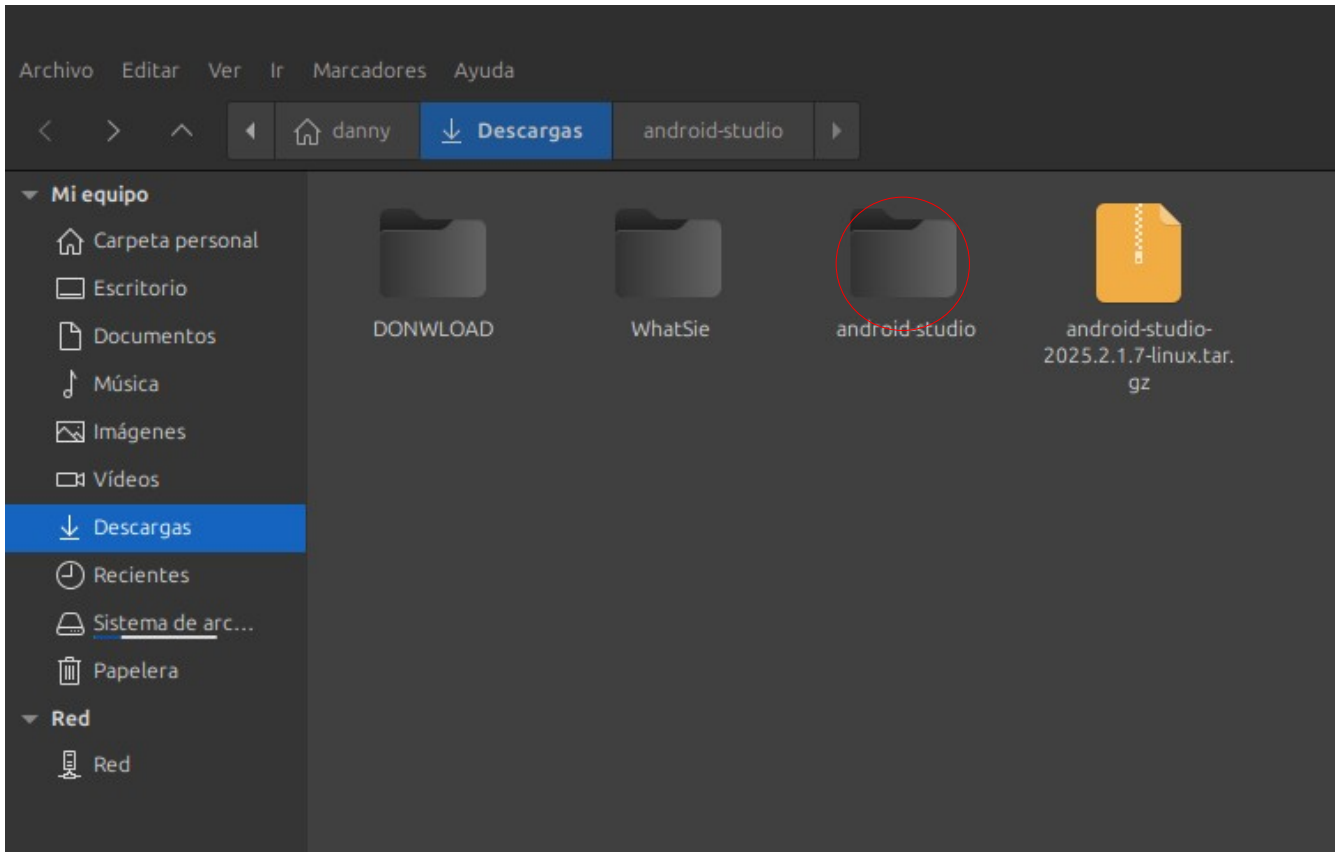 Archivo Editar Ver Ir Marcadores Ayuda
danny Descargas android-studio
Mi equipo
Carpeta personal
Escritorio
Documentos
Música
Imágenes
Vídeos
Descargas
Recientes
Sistema de arc...
Papelera
Red
Red
DONWLOAD
WhatSie
android-studio
android-studio-
2025.2.1.7-linux.tar.
gz